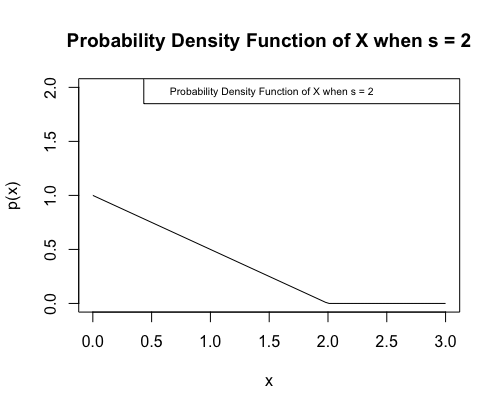 Probability Density Function of X when s = 2
Probability Density Function of X when s = 2
p(x)
2.0
1.5
1.0
0.5
0.0
0.0 0.5 1.0 1.5 2.0 2.5 3.0
x